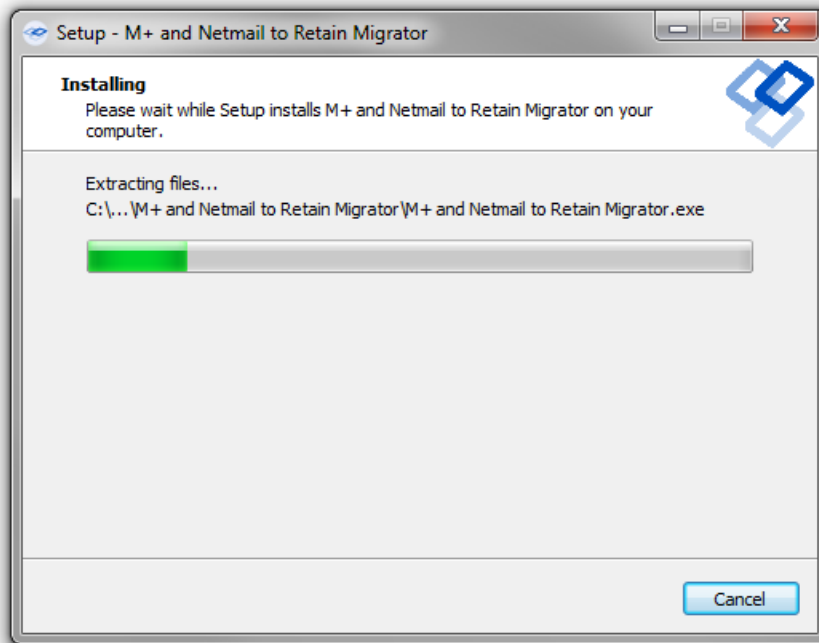 Setup - M+ and Netmail to Retain Migrator
Installing
Please wait while Setup installs M+ and Netmail to Retain Migrator on your
computer.
Extracting files...
C:\...\M+ and Netmail to Retain Migrator\M+ and Netmail to Retain Migrator.exe
Cancel